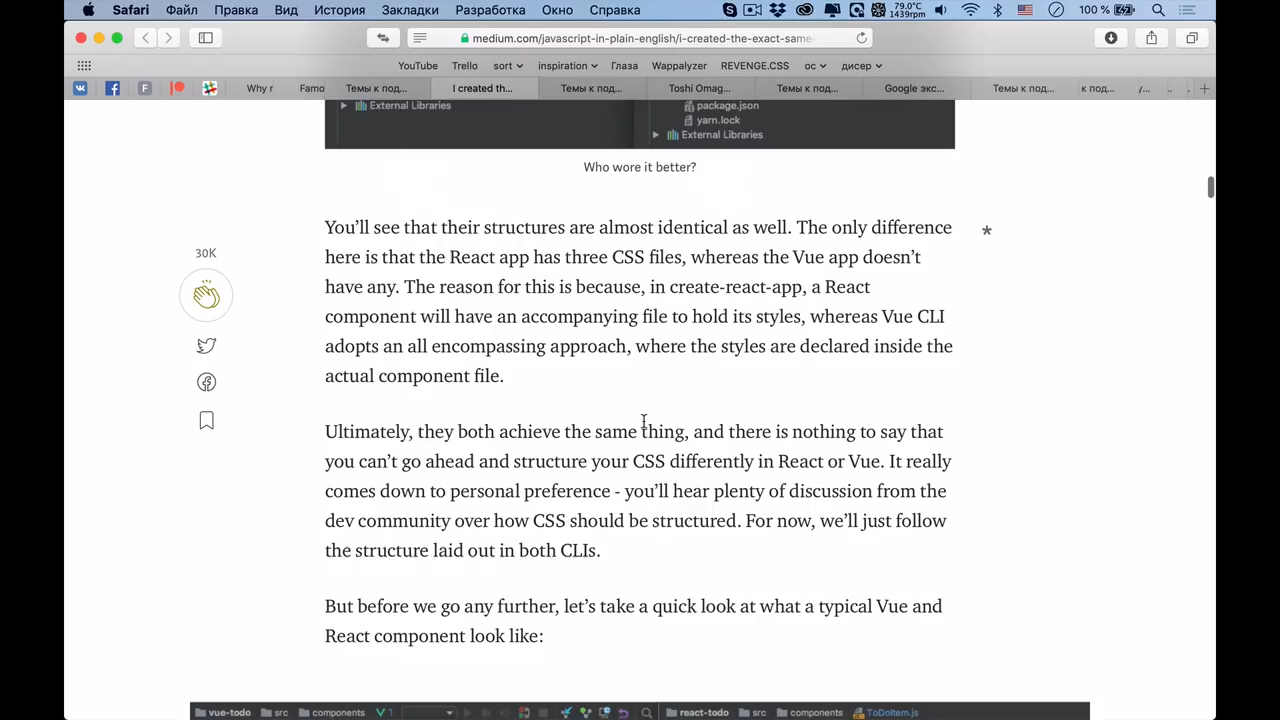 Safari Файл Правка Вид История Закладки Разработка Окно Справка 79.0°C 1439rpm 100 %
medium.com/javascript-in-plain-english/i-created-the-exact-same
YouTube Trello sort inspiration Глаза Wappalyzer REVENGE.CSS ос дисер
F Why r Famo Темы к под... I created th... Темы к под... Toshi Omag... Темы к под... Google экс... Темы к под... к под... /... .. .
External Libraries
package.json
yarn.lock
External Libraries
Who wore it better?
You’ll see that their structures are almost identical as well. The only difference
here is that the React app has three CSS files, whereas the Vue app doesn’t
have any. The reason for this is because, in create-react-app, a React
component will have an accompanying file to hold its styles, whereas Vue CLI
adopts an all encompassing approach, where the styles are declared inside the
actual component file.
30K
Ultimately, they both achieve the same thing, and there is nothing to say that
you can’t go ahead and structure your CSS differently in React or Vue. It really
comes down to personal preference - you’ll hear plenty of discussion from the
dev community over how CSS should be structured. For now, we’ll just follow
the structure laid out in both CLIs.
But before we go any further, let’s take a quick look at what a typical Vue and
React component look like:
vue-todo src components react-todo src components ToDoItem.js